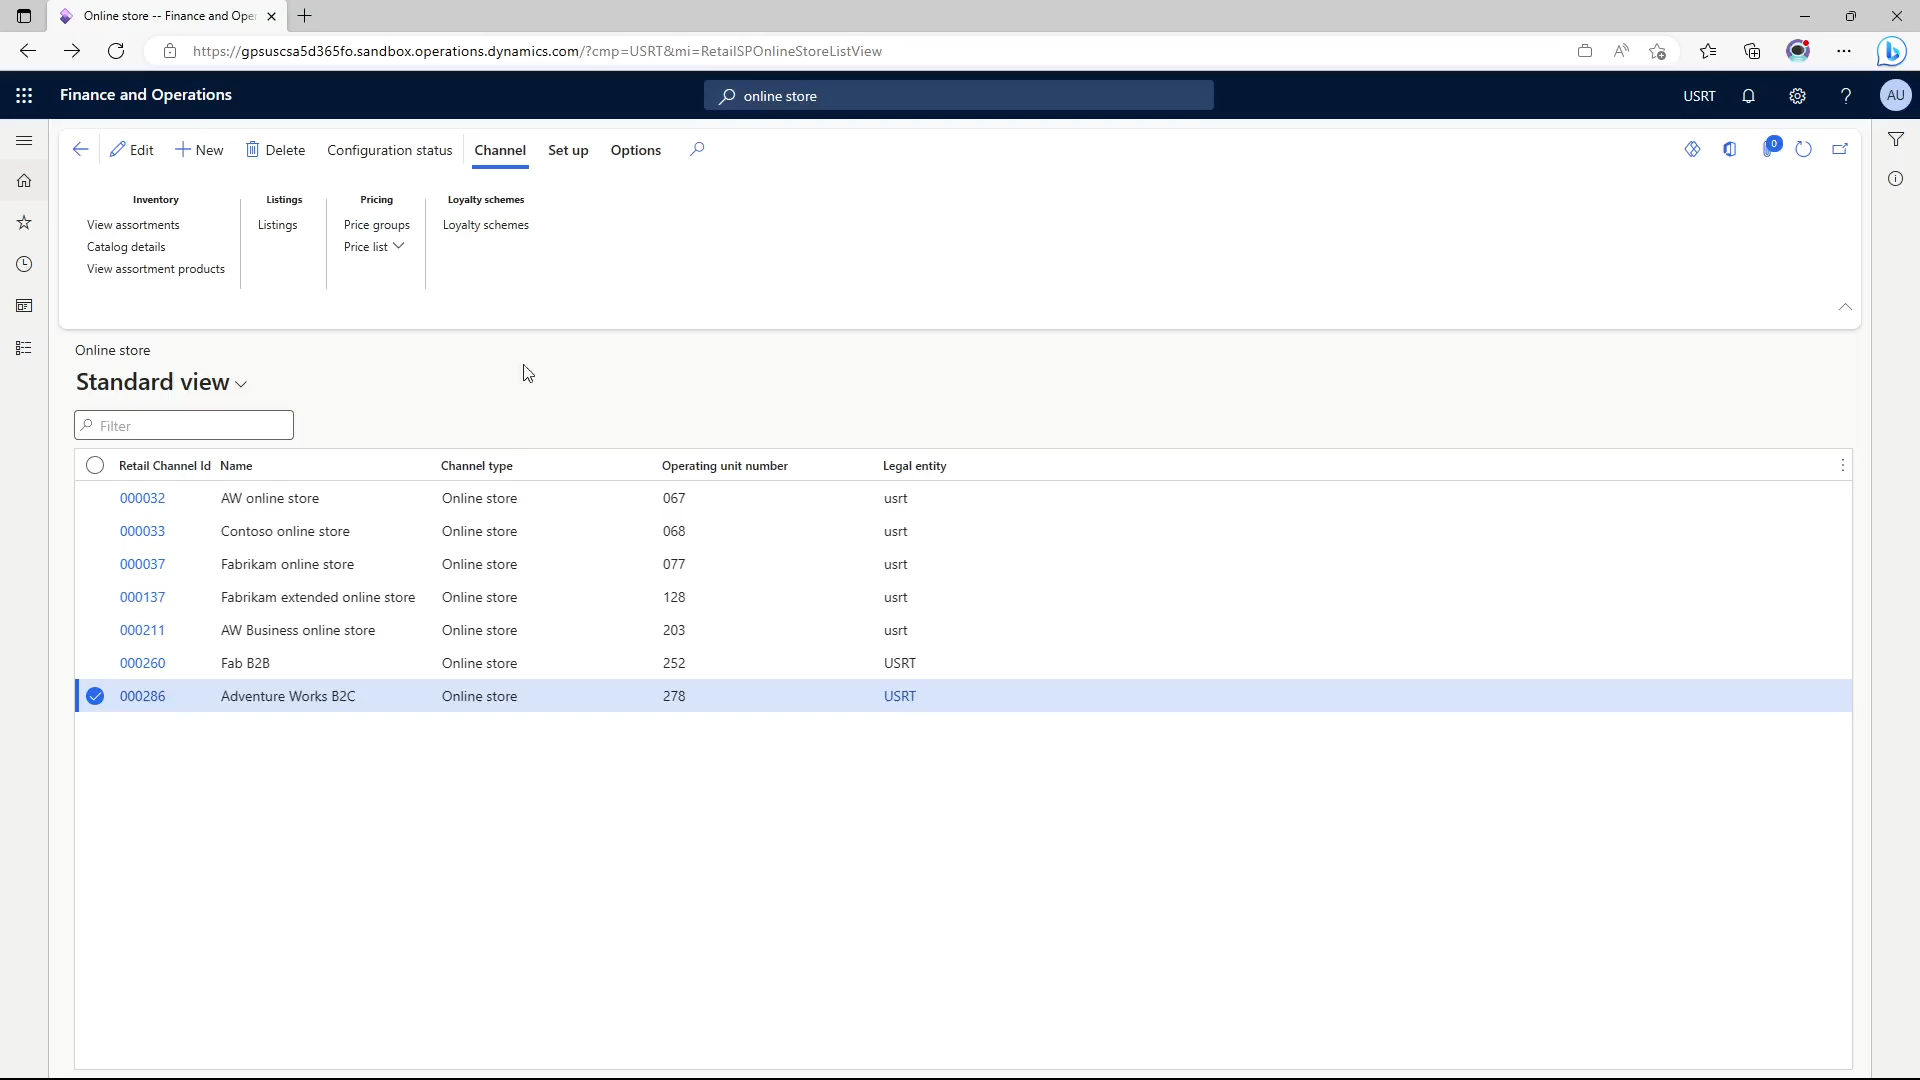 Online store -- Finance and Oper
https://gpsuscsa5d365fo.sandbox.operations.dynamics.com/?cmp=USRT&mi=RetailSPOnlineStoreListView
Finance and Operations
online store
USRT
AU
Edit
New
Delete
Configuration status
Channel
Set up
Options
0
Inventory
View assortments
Catalog details
View assortment products
Listings
Listings
Pricing
Price groups
Price list
Loyalty schemes
Loyalty schemes
Online store
Standard view
Filter
Retail Channel Id Name Channel type Operating unit number Legal entity
000032 AW online store Online store 067 usrt
000033 Contoso online store Online store 068 usrt
000037 Fabrikam online store Online store 077 usrt
000137 Fabrikam extended online store Online store 128 usrt
000211 AW Business online store Online store 203 usrt
000260 Fab B2B Online store 252 USRT
000286 Adventure Works B2C Online store 278 USRT